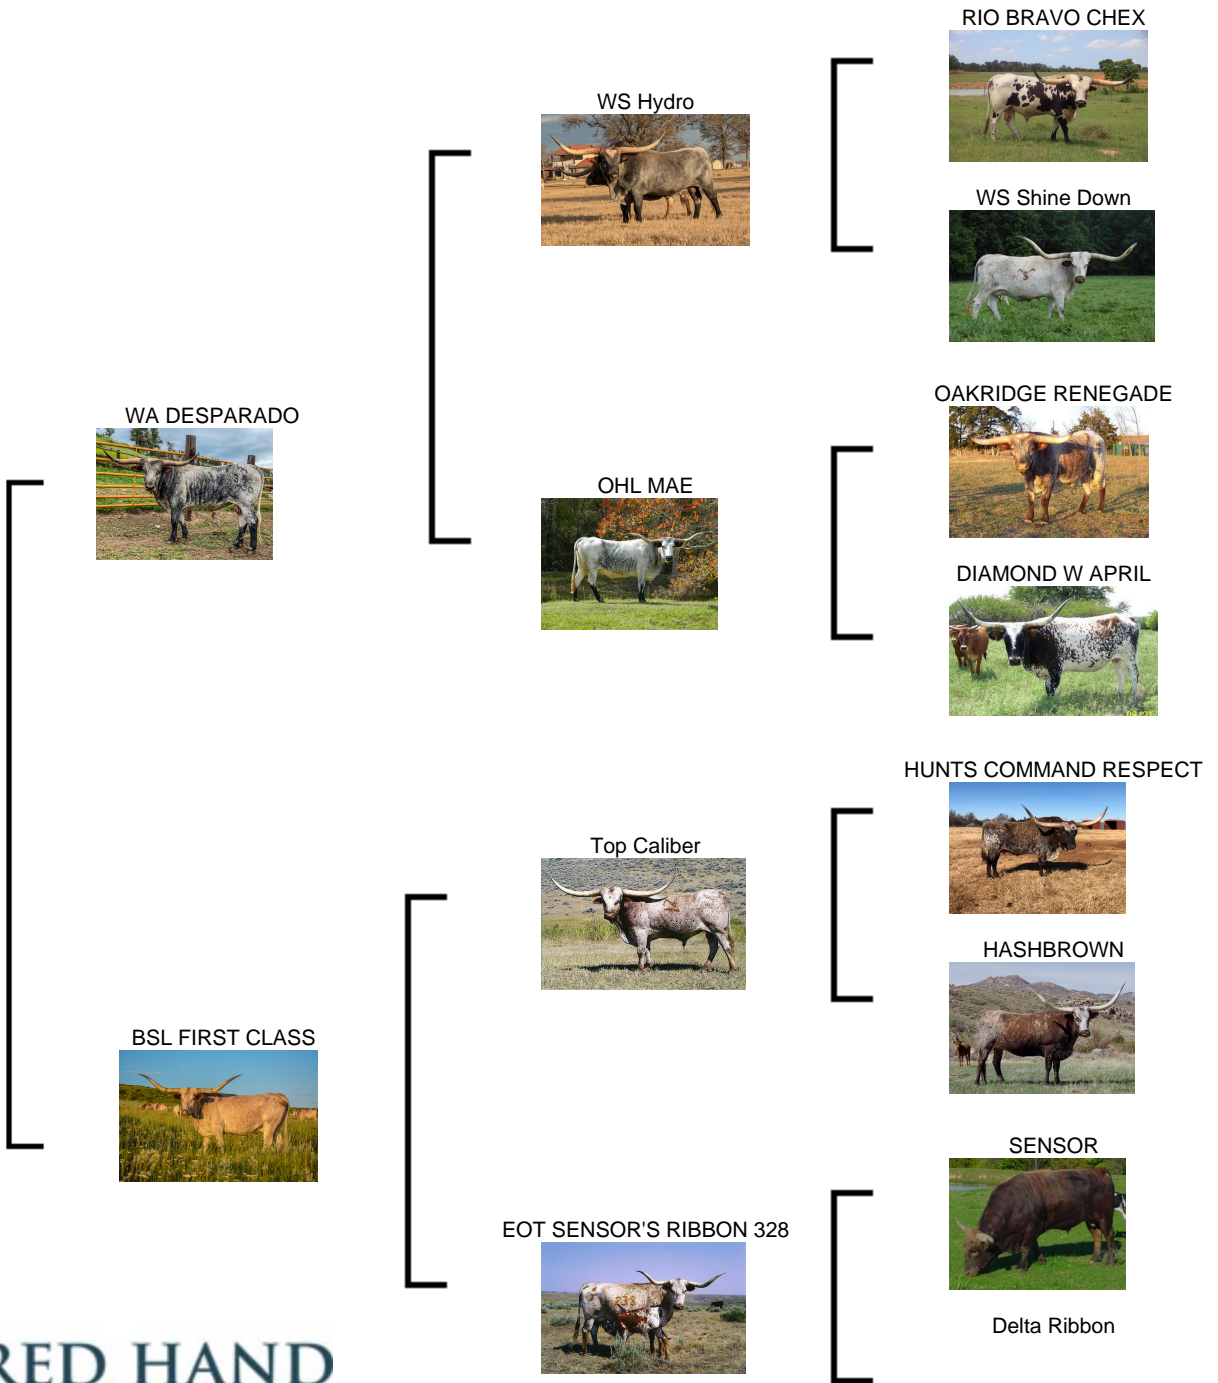 RIO BRAVO CHEX
WS Hydro
WS Shine Down
OAKRIDGE RENEGADE
WA DESPARADO
OHL MAE
DIAMOND W APRIL
HUNTS COMMAND RESPECT
Top Caliber
HASHBROWN
BSL FIRST CLASS
SENSOR
EOT SENSOR'S RIBBON 328
233
Delta Ribbon
RED HAND